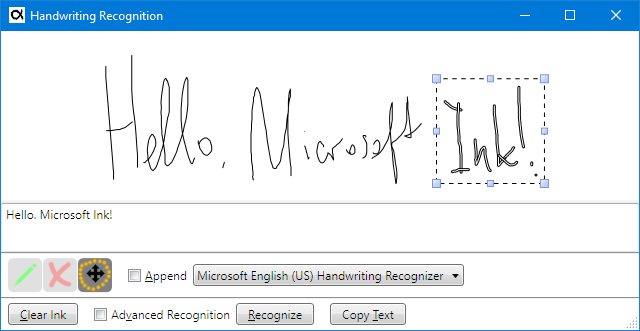 Handwriting Recognition
Hello, Microsoft Ink!
Hello. Microsoft Ink!
Append
Microsoft English (US) Handwriting Recognizer
Clear Ink
Advanced Recognition
Recognize
Copy Text